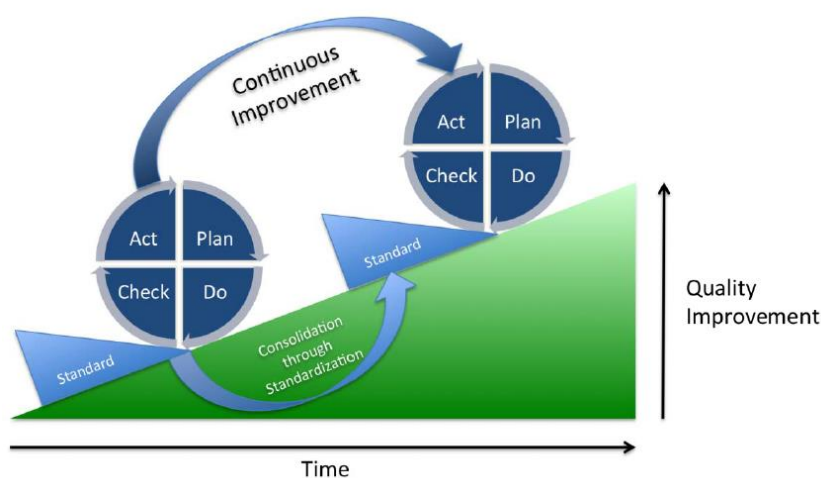 Continuous
Improvement
Act
Plan
Check
Do
Act
Plan
Check
Do
Standard
Standard
Consolidation
through
Standardization
Quality
Improvement
Time